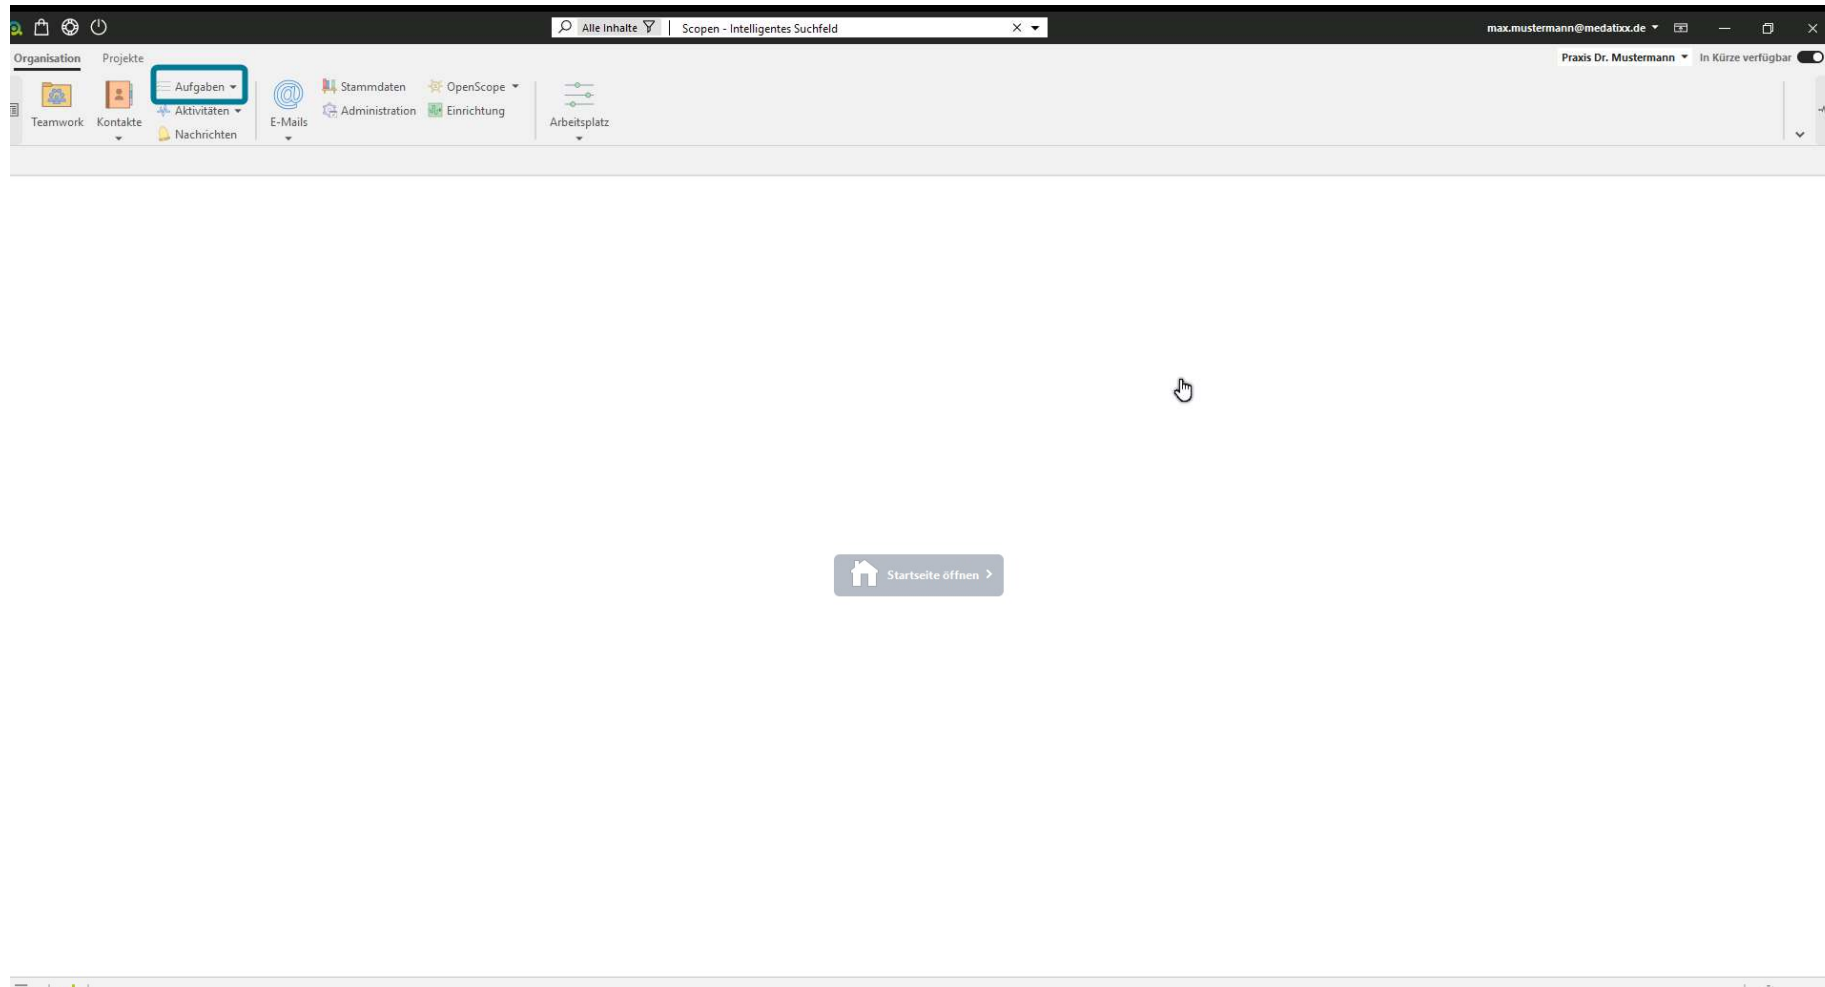 Alle Inhalte Scopen - Intelligentes Suchfeld max.mustermann@medatixx.de
Organisation Projekte Praxis Dr. Mustermann In Kürze verfügbar
Aufgaben Stammdaten OpenScope
Aktivitäten Administration Einrichtung
Teamwork Kontakte E-Mails Arbeitsplatz
Nachrichten
Startseite öffnen